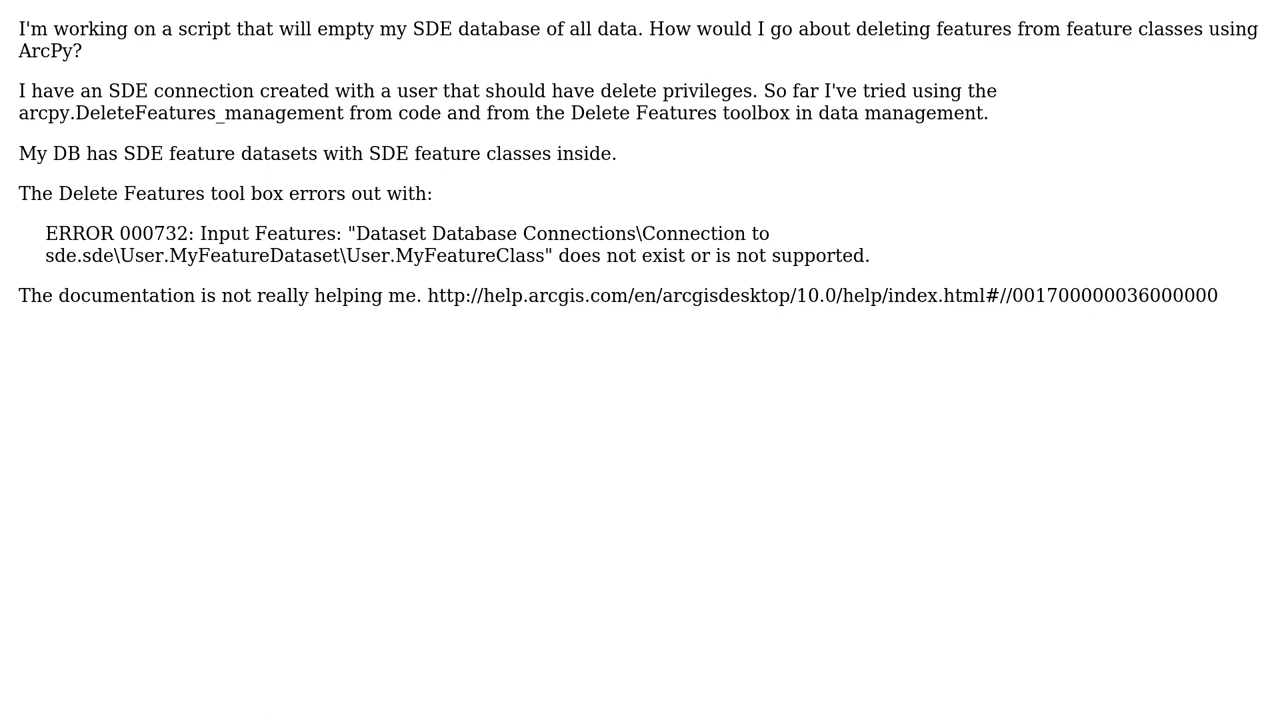 I'm working on a script that will empty my SDE database of all data. How would I go about deleting features from feature classes using
ArcPy?
I have an SDE connection created with a user that should have delete privileges. So far I've tried using the
arcpy.DeleteFeatures_management from code and from the Delete Features toolbox in data management.
My DB has SDE feature datasets with SDE feature classes inside.
The Delete Features tool box errors out with:
ERROR 000732: Input Features: "Dataset Database Connections\Connection to
sde.sde\User.MyFeatureDataset\User.MyFeatureClass" does not exist or is not supported.
The documentation is not really helping me. http://help.arcgis.com/en/arcgisdesktop/10.0/help/index.html#//001700000036000000